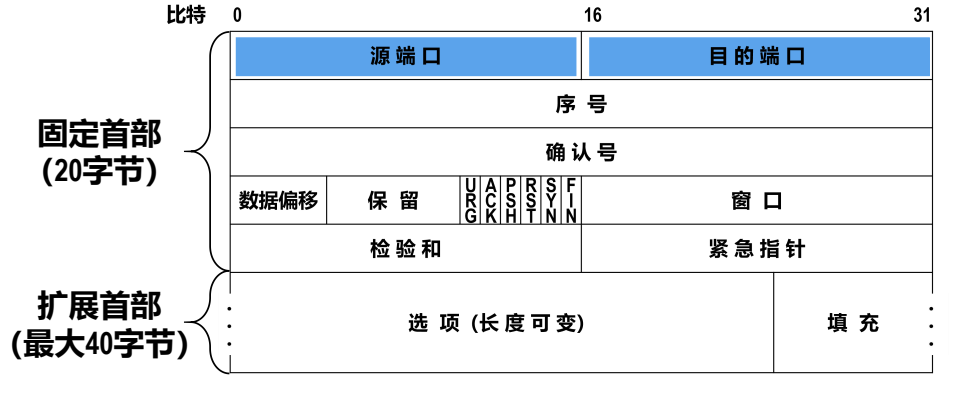 比特 0 16 31
源端口 目的端口
序号
固定首部
(20字节)
确认号
数据偏移 保留 URG ACK PSH RST SYN FIN 窗口
检验和 紧急指针
扩展首部
(最大40字节)
选项 (长度可变) 填充